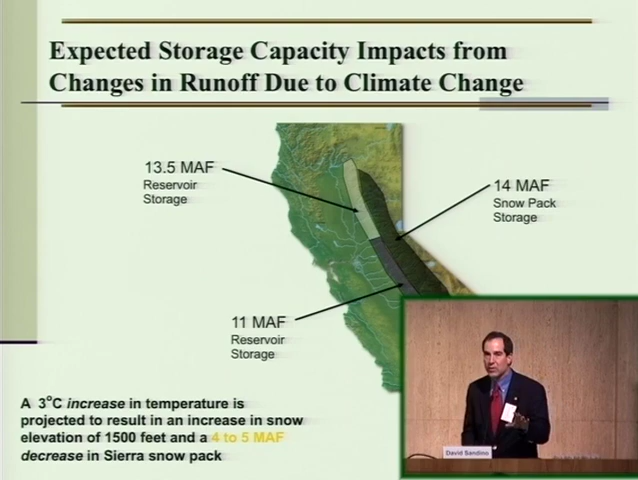 Expected Storage Capacity Impacts from
Changes in Runoff Due to Climate Change
13.5 MAF
Reservoir
Storage
14 MAF
Snow Pack
Storage
11 MAF
Reservoir
Storage
A 3°C increase in temperature is
projected to result in an increase in snow
elevation of 1500 feet and a 4 to 5 MAF
decrease in Sierra snow pack
David Sandino